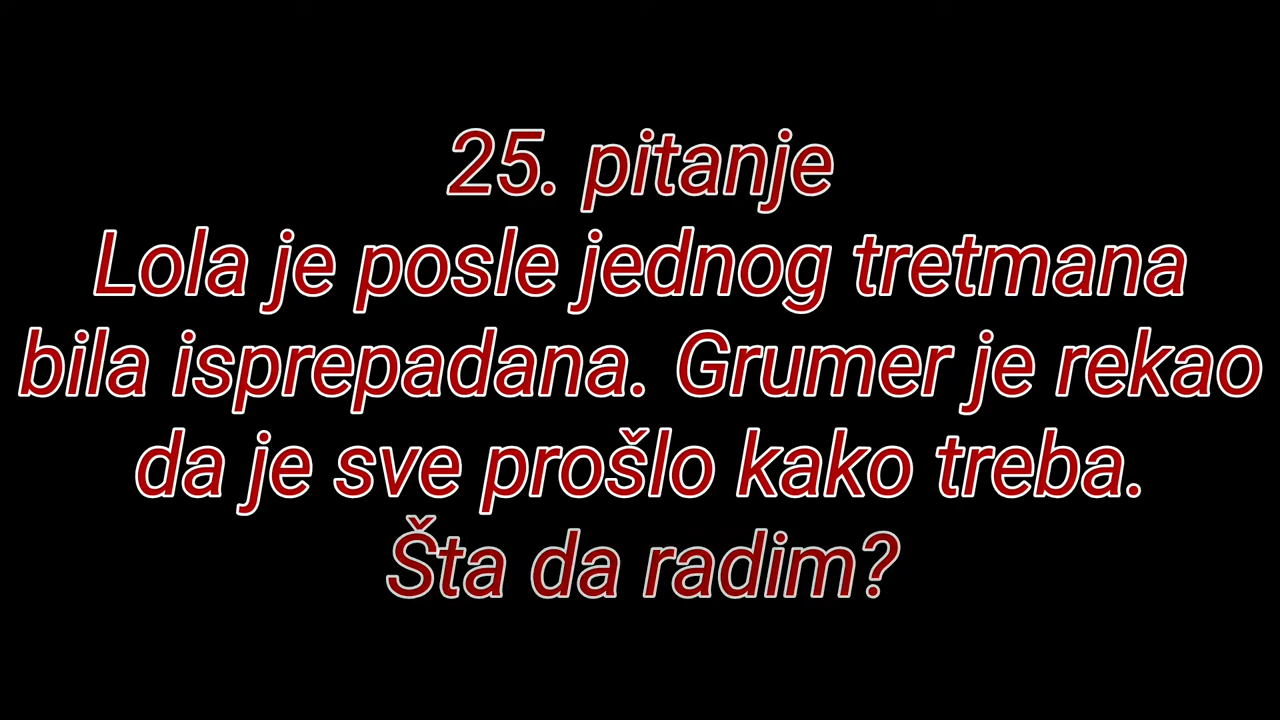 25. pitanje
Lola je posle jednog tretmana
bila isprepadana. Grumer je rekao
da je sve prošlo kako treba.
Šta da radim?